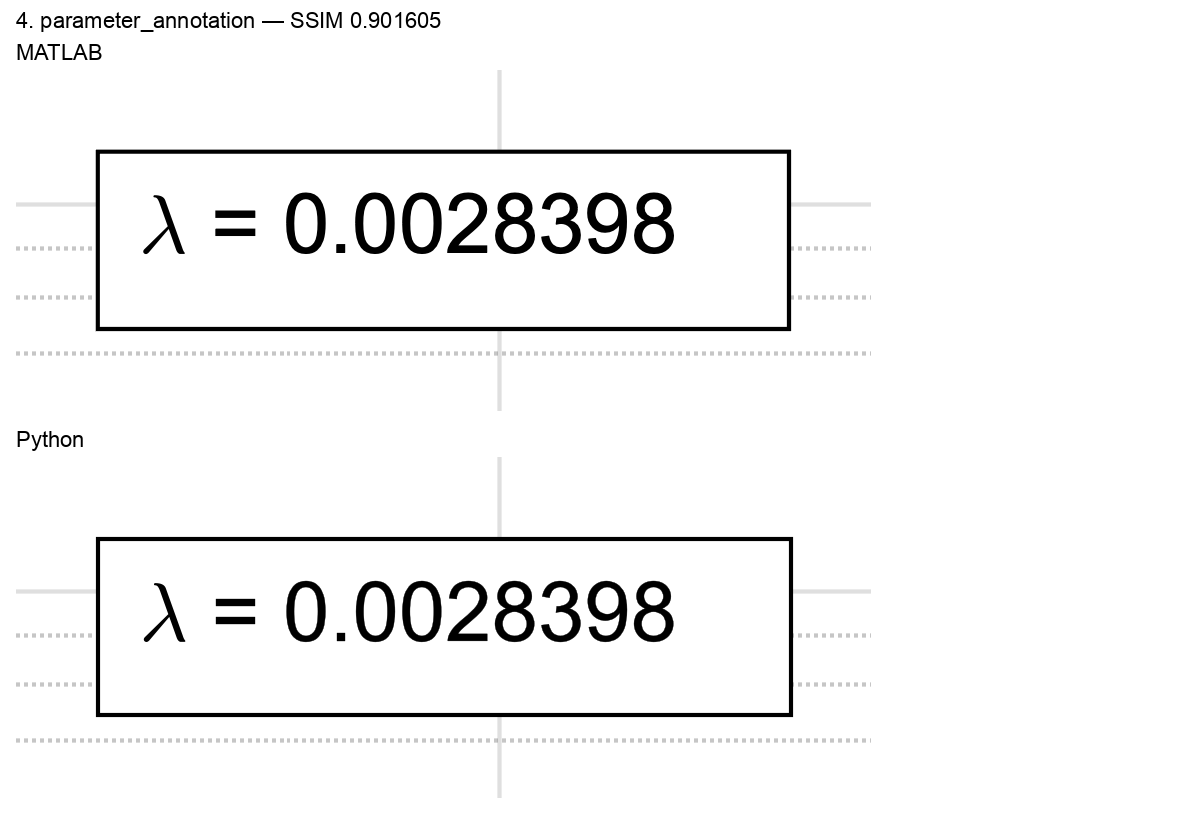 4. parameter_annotation — SSIM 0.901605
MATLAB
λ = 0.0028398
Python
λ = 0.0028398